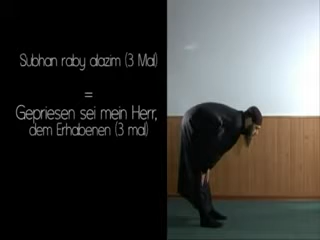 Subhan raby alazim (3 Mal)
=
Gepriesen sei mein Herr,
dem Erhabenen (3 mal)